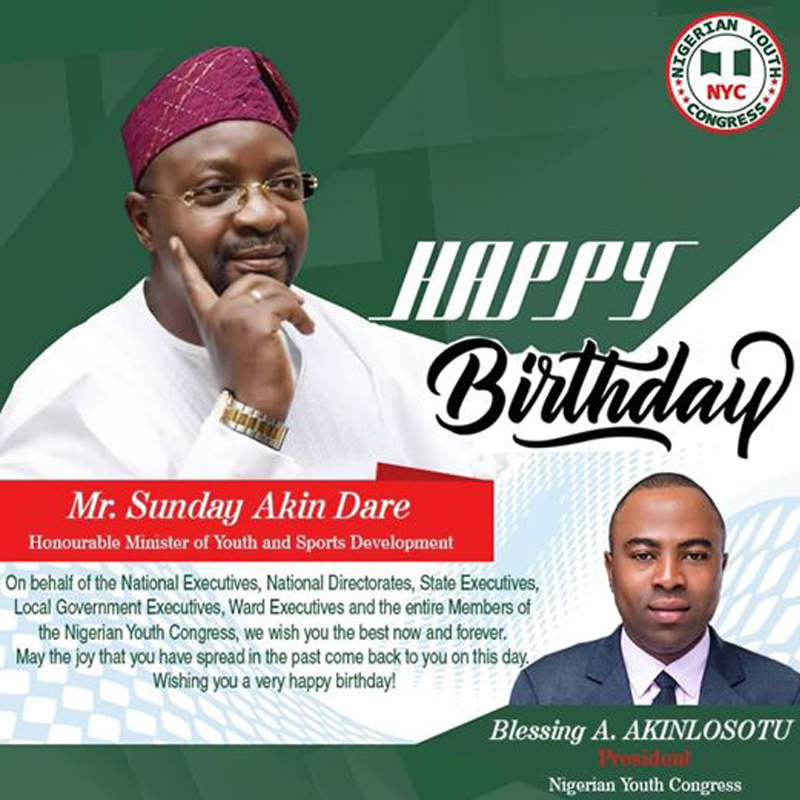 NIGERIAN YOUTH
NYC
CONGRESS
HAPPY
Birthday
Mr. Sunday Akin Dare
Honourable Minister of Youth and Sports Development
On behalf of the National Executives, National Directorates, State Executives,
Local Government Executives, Ward Executives and the entire Members of
the Nigerian Youth Congress, we wish you the best now and forever.
May the joy that you have spread in the past come back to you on this day.
Wishing you a very happy birthday!
Blessing A. AKINLOSOTU
President
Nigerian Youth Congress